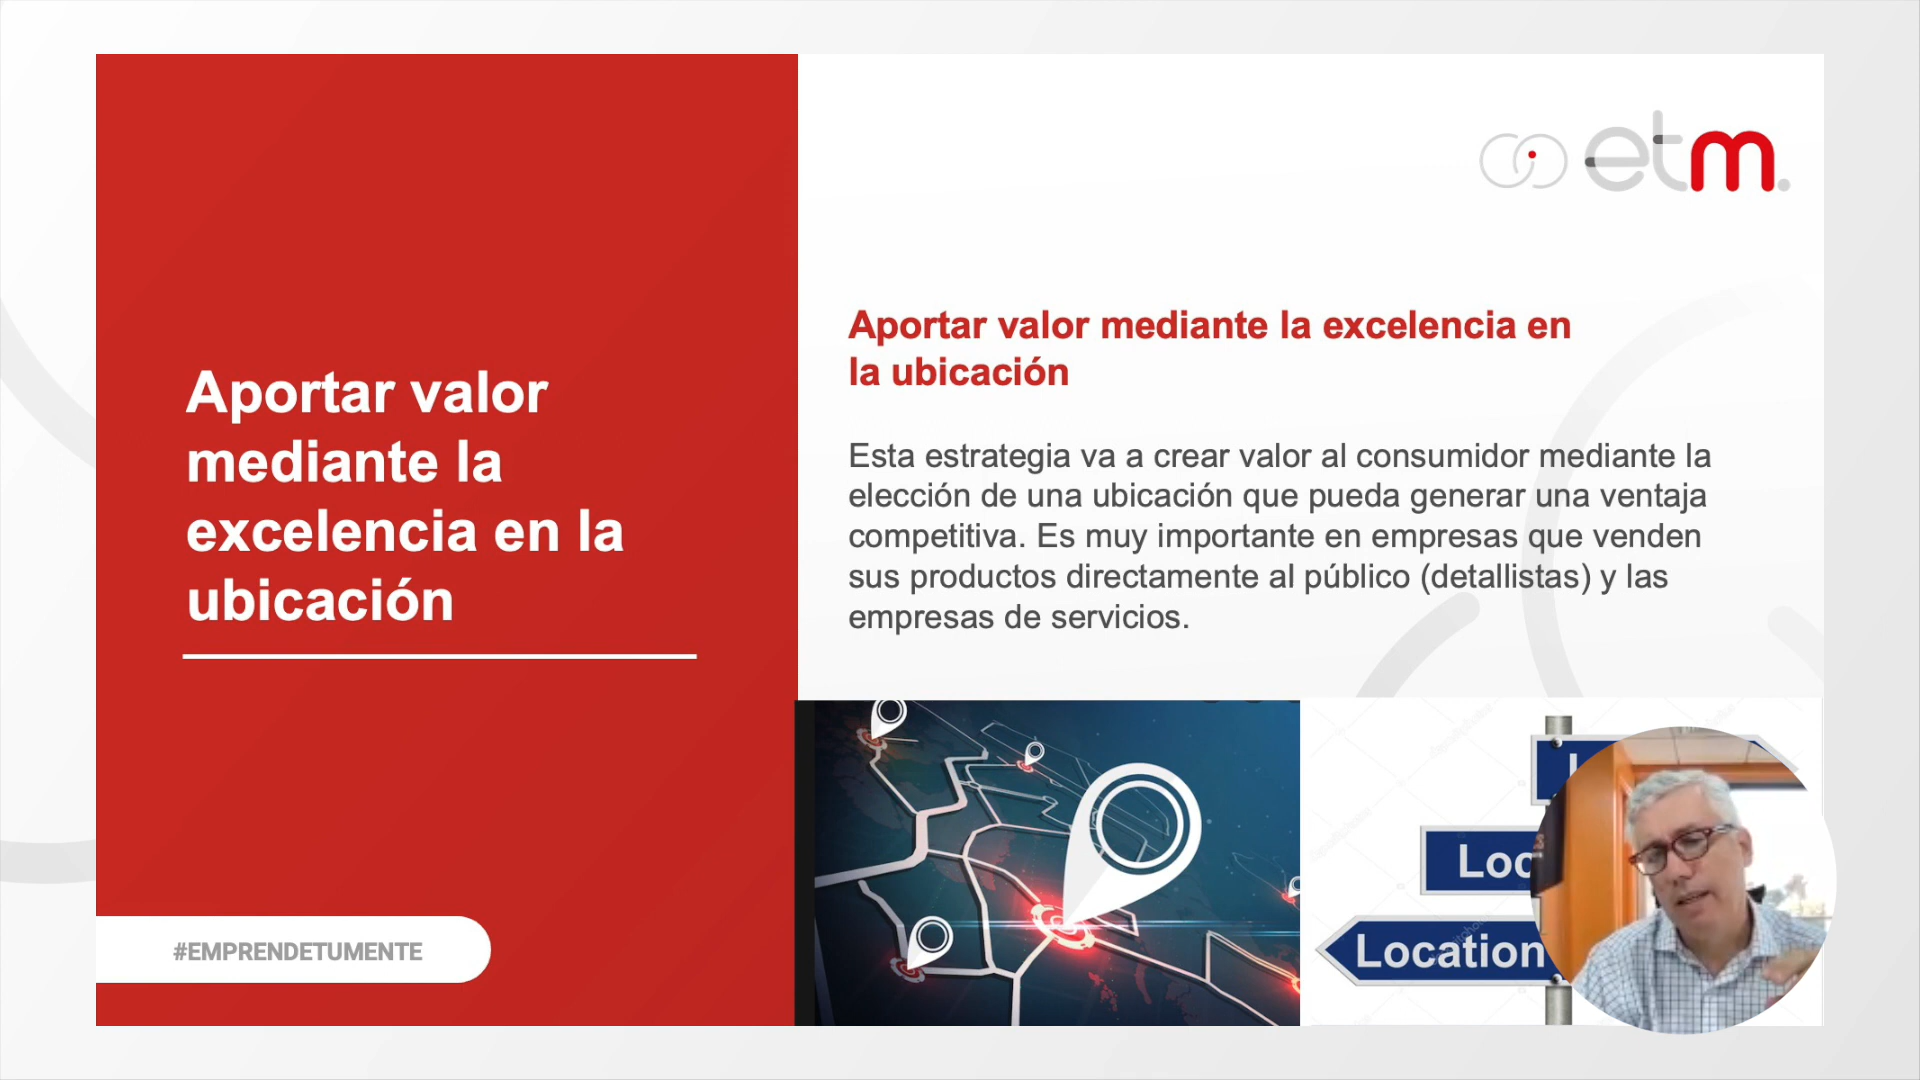 etm.
Aportar valor
mediante la
excelencia en la
ubicación
#EMPRENDETUMENTE
Aportar valor mediante la excelencia en
la ubicación
Esta estrategia va a crear valor al consumidor mediante la
elección de una ubicación que pueda generar una ventaja
competitiva. Es muy importante en empresas que venden
sus productos directamente al público (detallistas) y las
empresas de servicios.
L
Loc
Location